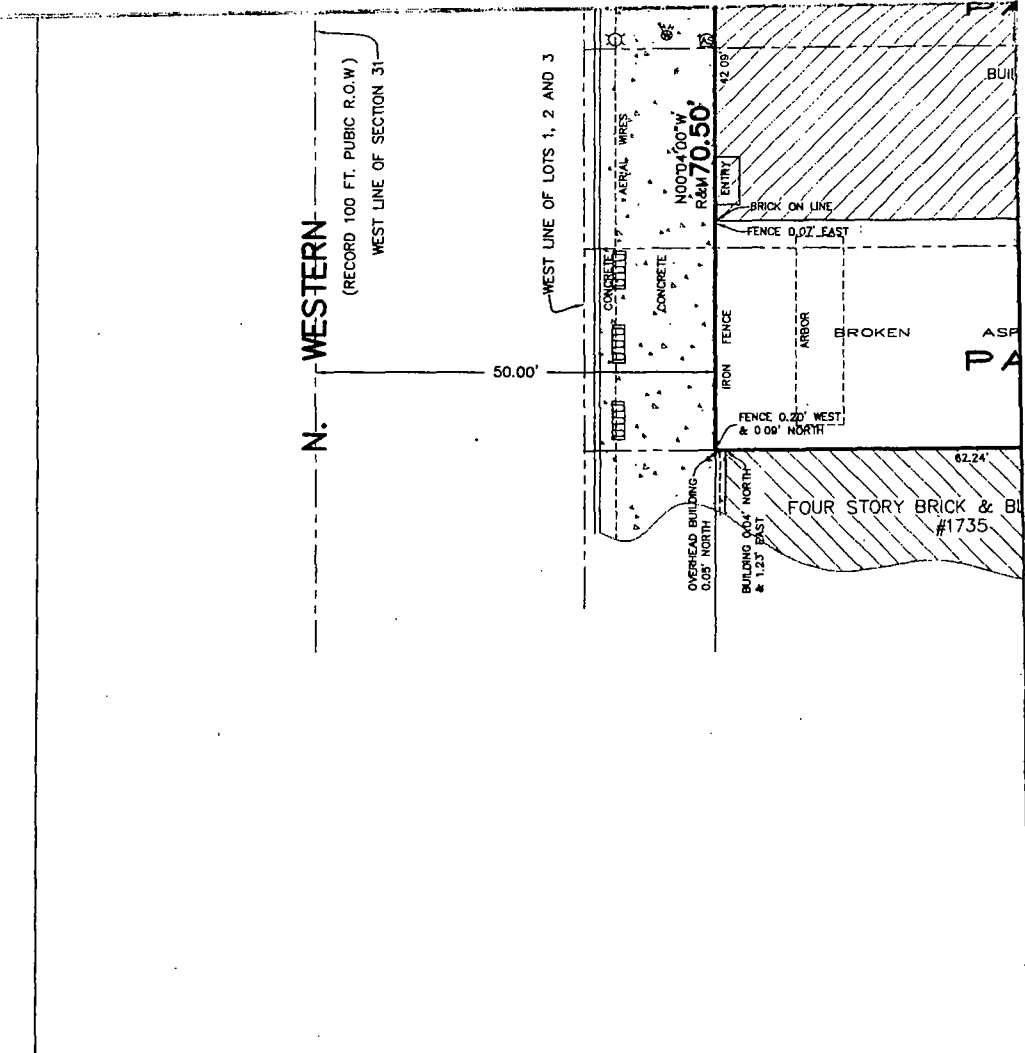 N. WESTERN
(RECORD 100 FT. PUBIC R.O.W)
WEST LINE OF SECTION 31
WEST LINE OF LOTS 1, 2 AND 3
50.00'
CONCRETE
AERIAL WIRES
CONCRETE
N00°04'00"W
R&M 70.50'
42.09'
ENTRY
BUIL
BRICK ON LINE
FENCE 0.07' EAST
IRON FENCE
ARBOR
BROKEN ASP
PA
FENCE 0.20' WEST
& 0.09' NORTH
62.24'
OVERHEAD BUILDING
0.05' NORTH
BUILDING 0.04' NORTH
& 1.23' EAST
FOUR STORY BRICK & BL
#1735